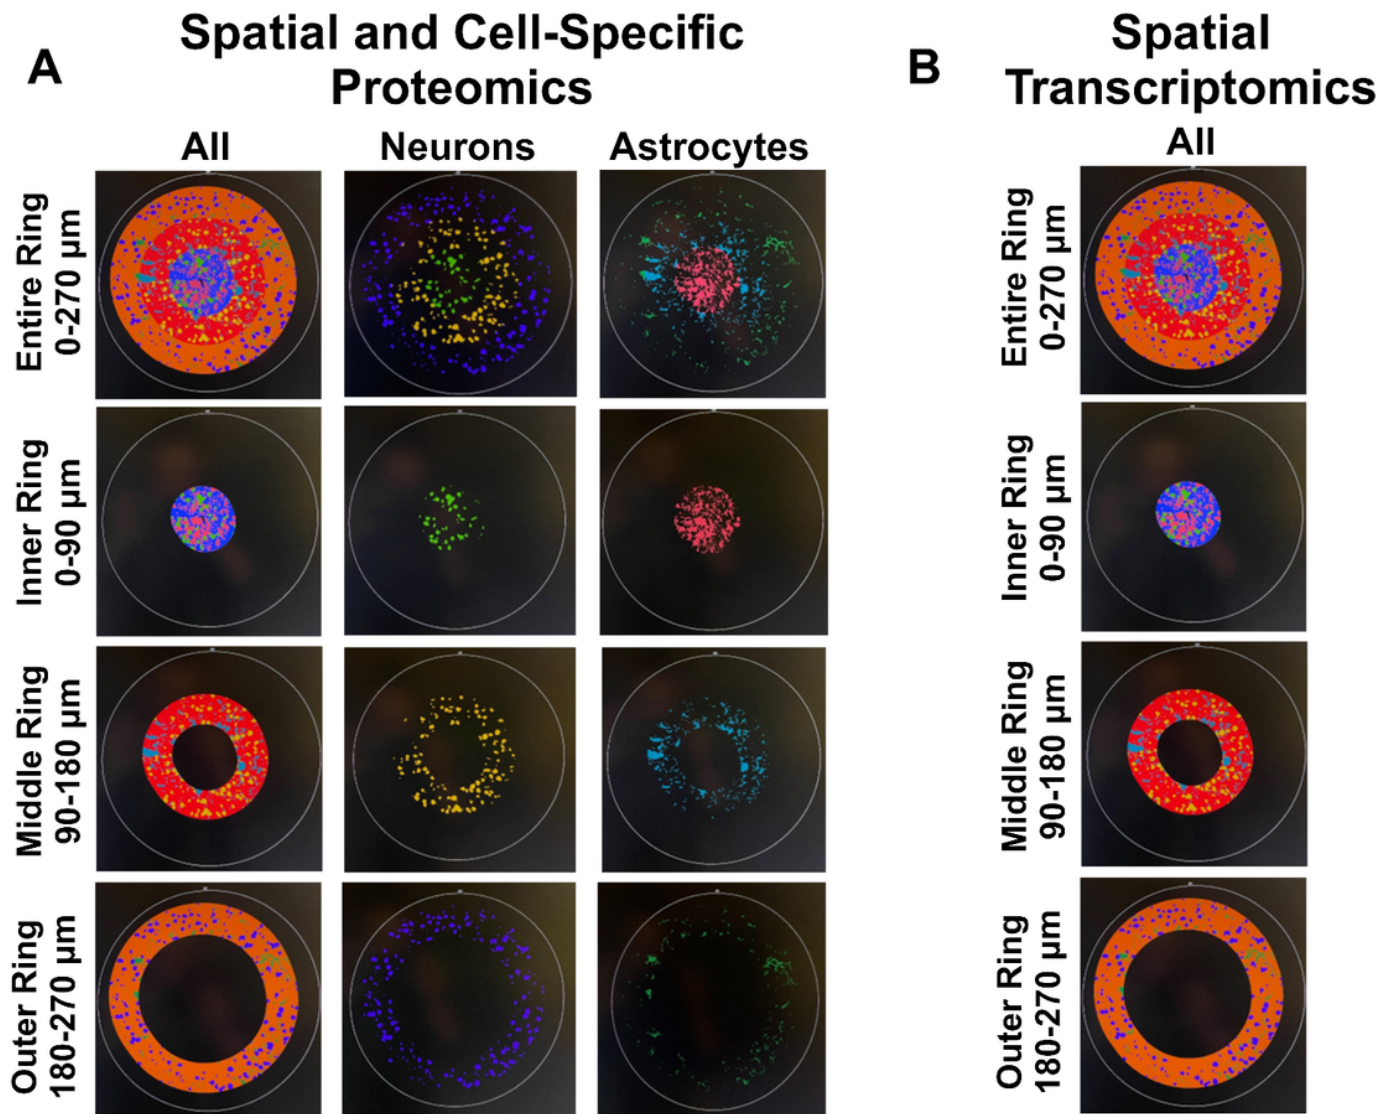 A
Spatial and Cell-Specific
Proteomics
B
Spatial
Transcriptomics
All
Neurons
Astrocytes
All
Entire Ring
0-270 µm
Entire Ring
0-270 µm
Inner Ring
0-90 µm
Inner Ring
0-90 µm
Middle Ring
90-180 µm
Middle Ring
90-180 µm
Outer Ring
180-270 µm
Outer Ring
180-270 µm